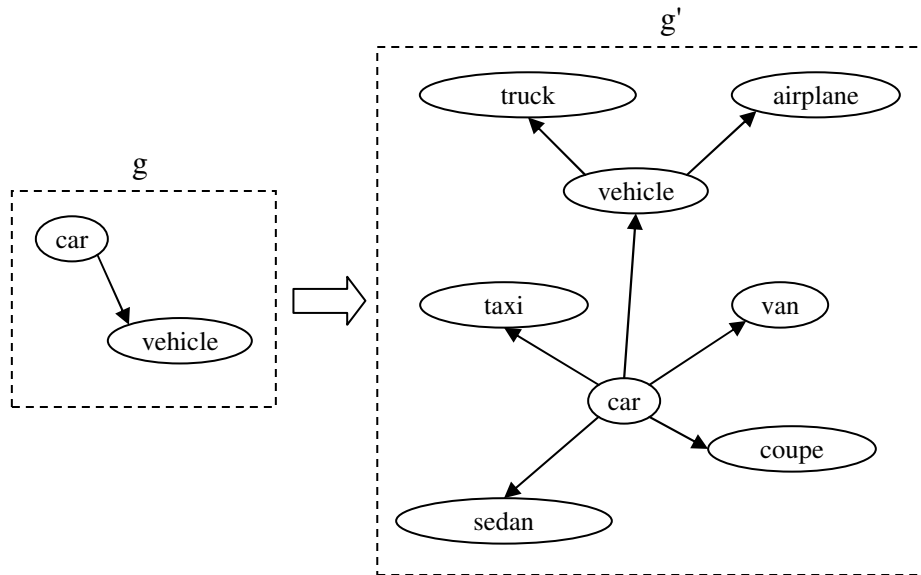 g
car
vehicle
g'
truck
airplane
vehicle
taxi
van
car
coupe
sedan